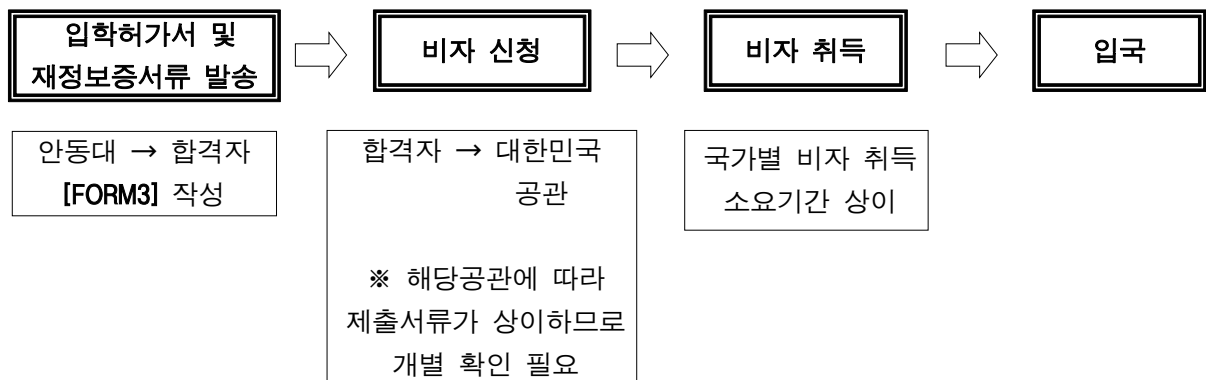 입학허가서 및
재정보증서류 발송
비자 신청
비자 취득
입국
안동대 → 합격자
[FORM3] 작성
합격자 → 대한민국
공관
※ 해당공관에 따라
제출서류가 상이하므로
개별 확인 필요
국가별 비자 취득
소요기간 상이